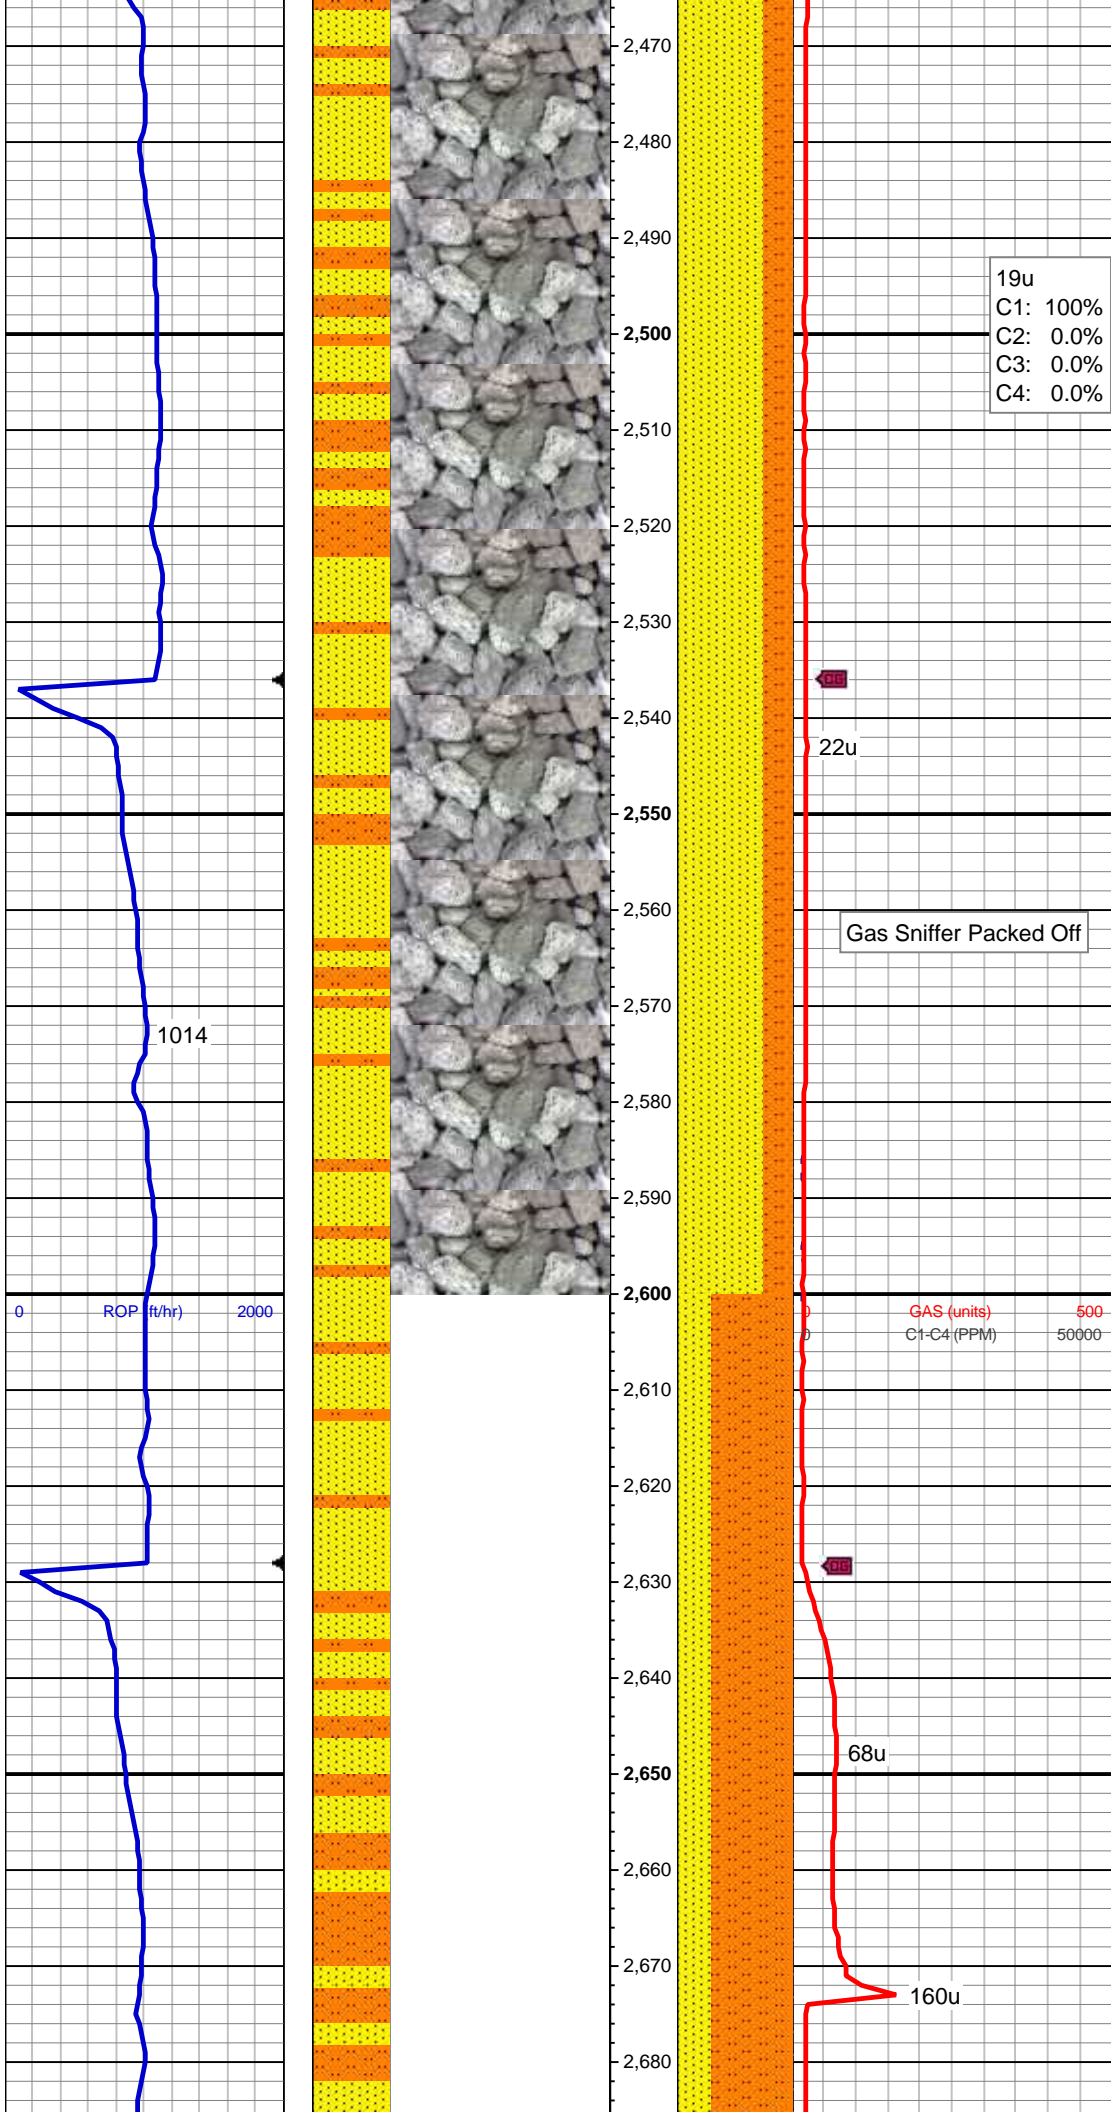 2,470
2,480
2,490
19u
C1: 100%
C2: 0.0%
2,500
C3: 0.0%
C4: 0.0%
2,510
2,520
2,530
CG
2,540
22u
2,550
2,560
Gas Sniffer Packed Off
2,570
1014
2,580
2,590
2,600
0 ROP (ft/hr) 2000
0 GAS (units) 500
0 C1-C4 (PPM) 50000
2,610
2,620
CG
2,630
2,640
68u
2,650
2,660
2,670
160u
2,680